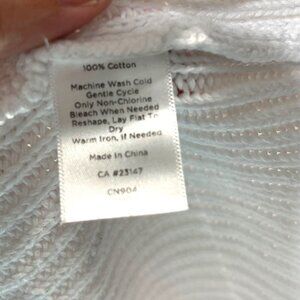 100% Cotton
Machine Wash Cold
Gentle Cycle
Only Non-Chlorine
Bleach When Needed
Reshape, Lay Flat To
Dry
Warm Iron, If Needed
Made in China
CA #23147
CN904